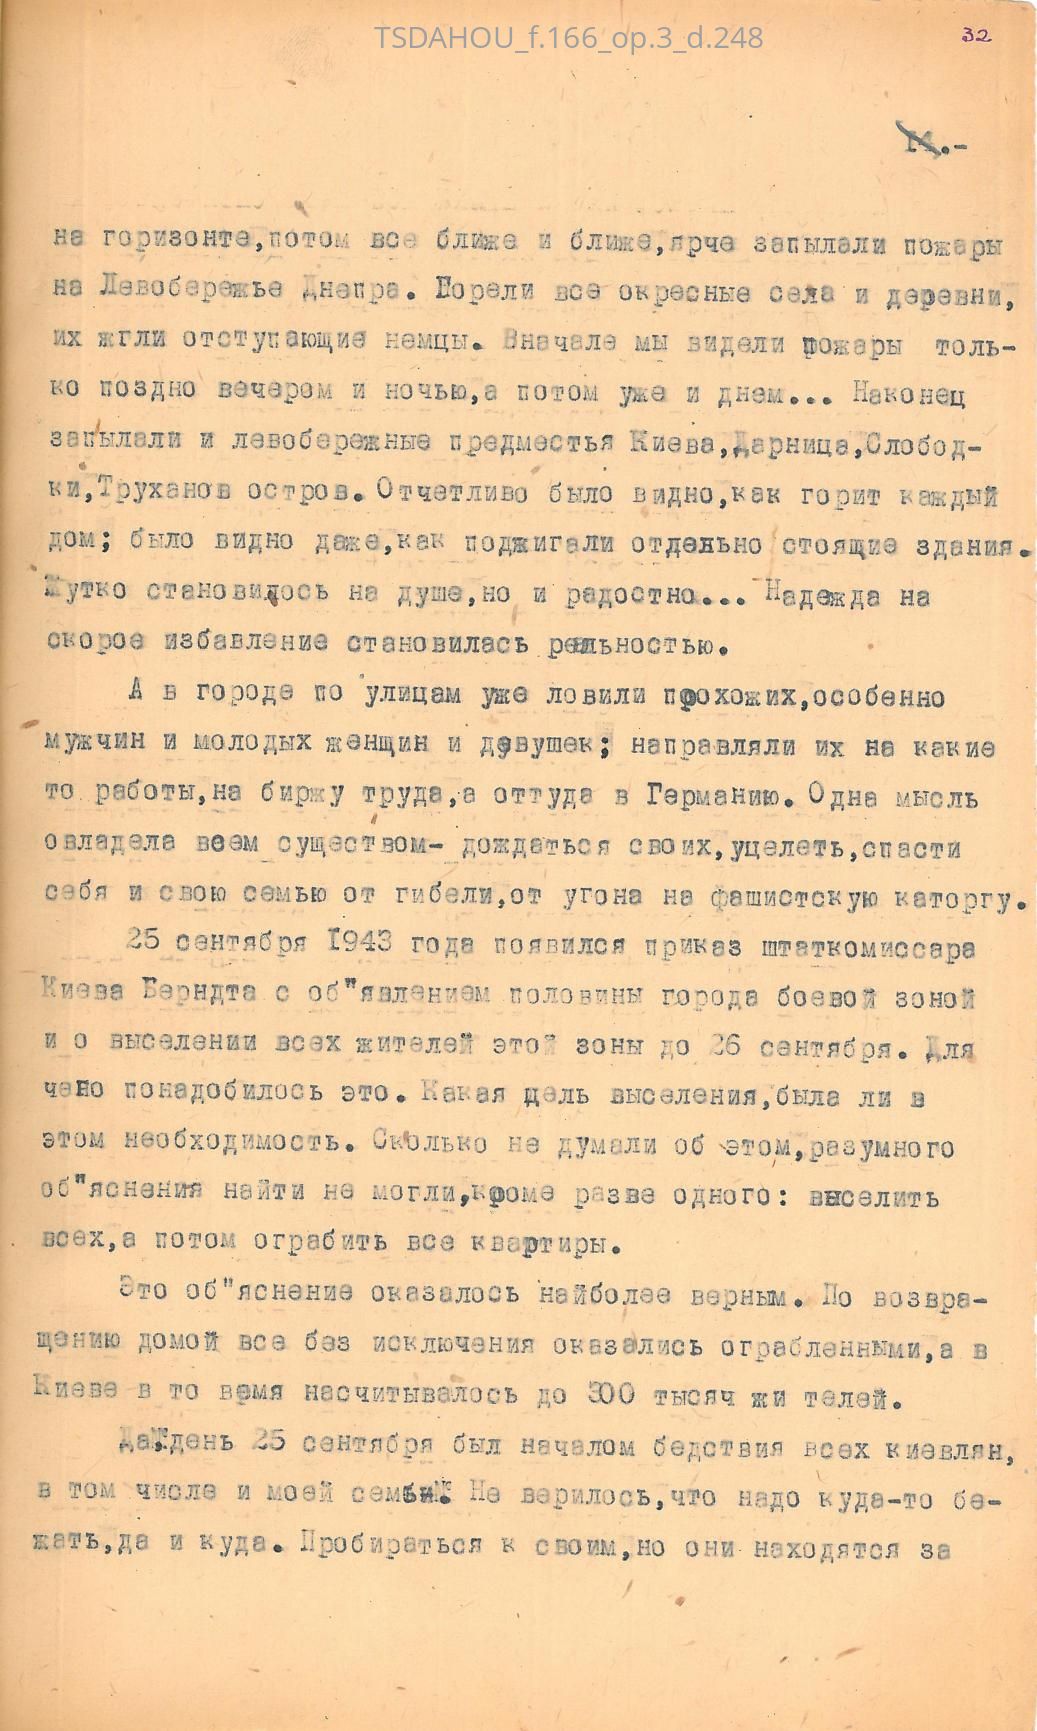 TSDAHOU_f.166_op.3_d.248
32
14.-
на горизонте,потом все ближе и ближе,ярче запылали пожары
на Левобережье Днепра. Горели все окресные села и деревни,
их жгли отступающие немцы. Вначале мы видели пожары толь-
ко поздно вечером и ночью,а потом уже и днем... Наконец
запылали и левобережные предместья Киева,Дарница,Слобод-
ки,Труханов остров. Отчетливо было видно,как горит каждый
дом; было видно даже,как поджигали отдельно стоящие здания.
Жутко становилось на душе,но и радостно... Надежда на
скорое избавление становилась реальностью.
А в городе по улицам уже ловили прохожих,особенно
мужчин и молодых женщин и девушек; направляли их на какие
то работы,на биржу труда,а оттуда в Германию. Одна мысль
овладела всем существом- дождаться своих,уцелеть,спасти
себя и свою семью от гибели,от угона на фашистскую каторгу.
25 сентября 1943 года появился приказ штаткомиссара
Киева Берндта с об"явлением половины города боевой зоной
и о выселении всех жителей этой зоны до 26 сентября. Для
чего понадобилось это. Какая цель выселения,была ли в
этом необходимость. Сколько не думали об этом,разумного
об"яснения найти не могли,кроме разве одного: выселить
всех,а потом ограбить все квартиры.
Это об"яснение оказалось наиболее верным. По возвра-
щению домой все без исключения оказались ограбленными,а в
Киеве в то время насчитывалось до 300 тысяч жи телей.
Да!день 25 сентября был началом бедствия всех киевлян,
в том числе и моей семьи. Не верилось,что надо куда-то бе-
жать,да и куда. Пробираться к своим,но они находятся за